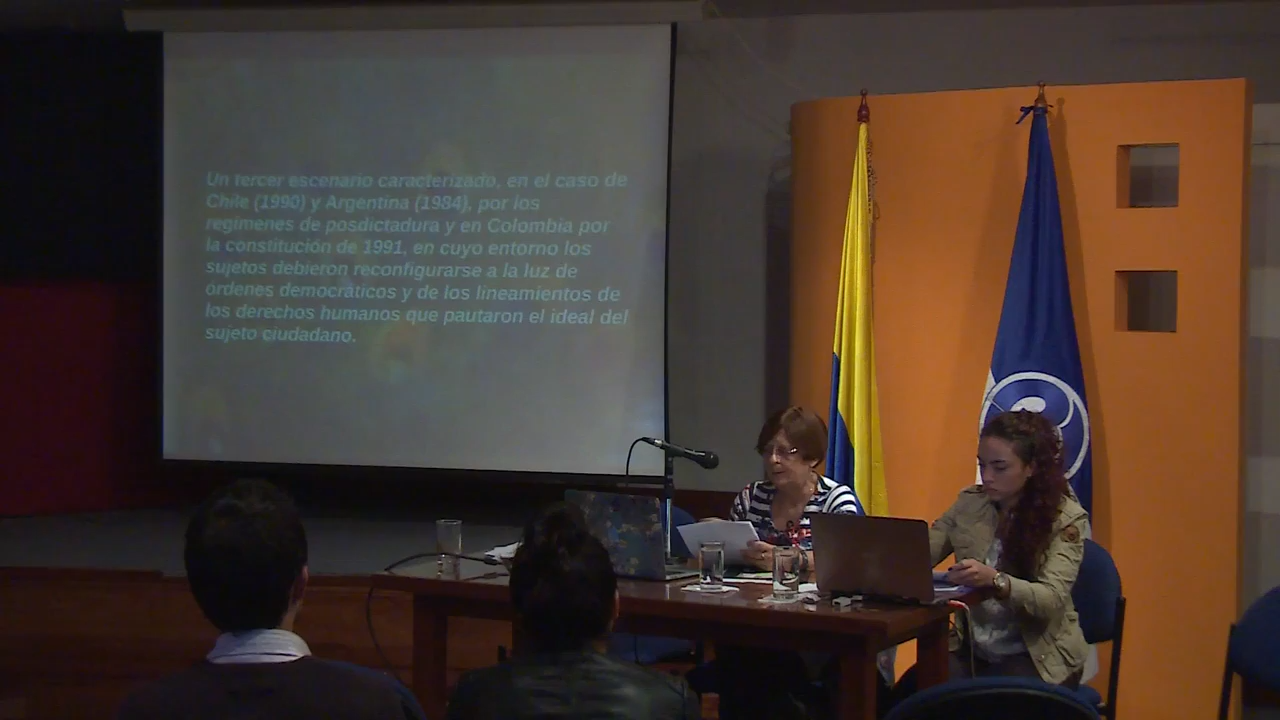 Un tercer escenario caracterizado, en el caso de
Chile (1990) y Argentina (1984), por los
regimenes de posdictadura y en Colombia por
la constitución de 1991, en cuyo entorno los
sujetos debieron reconfigurarse a la luz de
órdenes democráticos y de los lineamientos de
los derechos humanos que pautaron el ideal del
sujeto ciudadano.